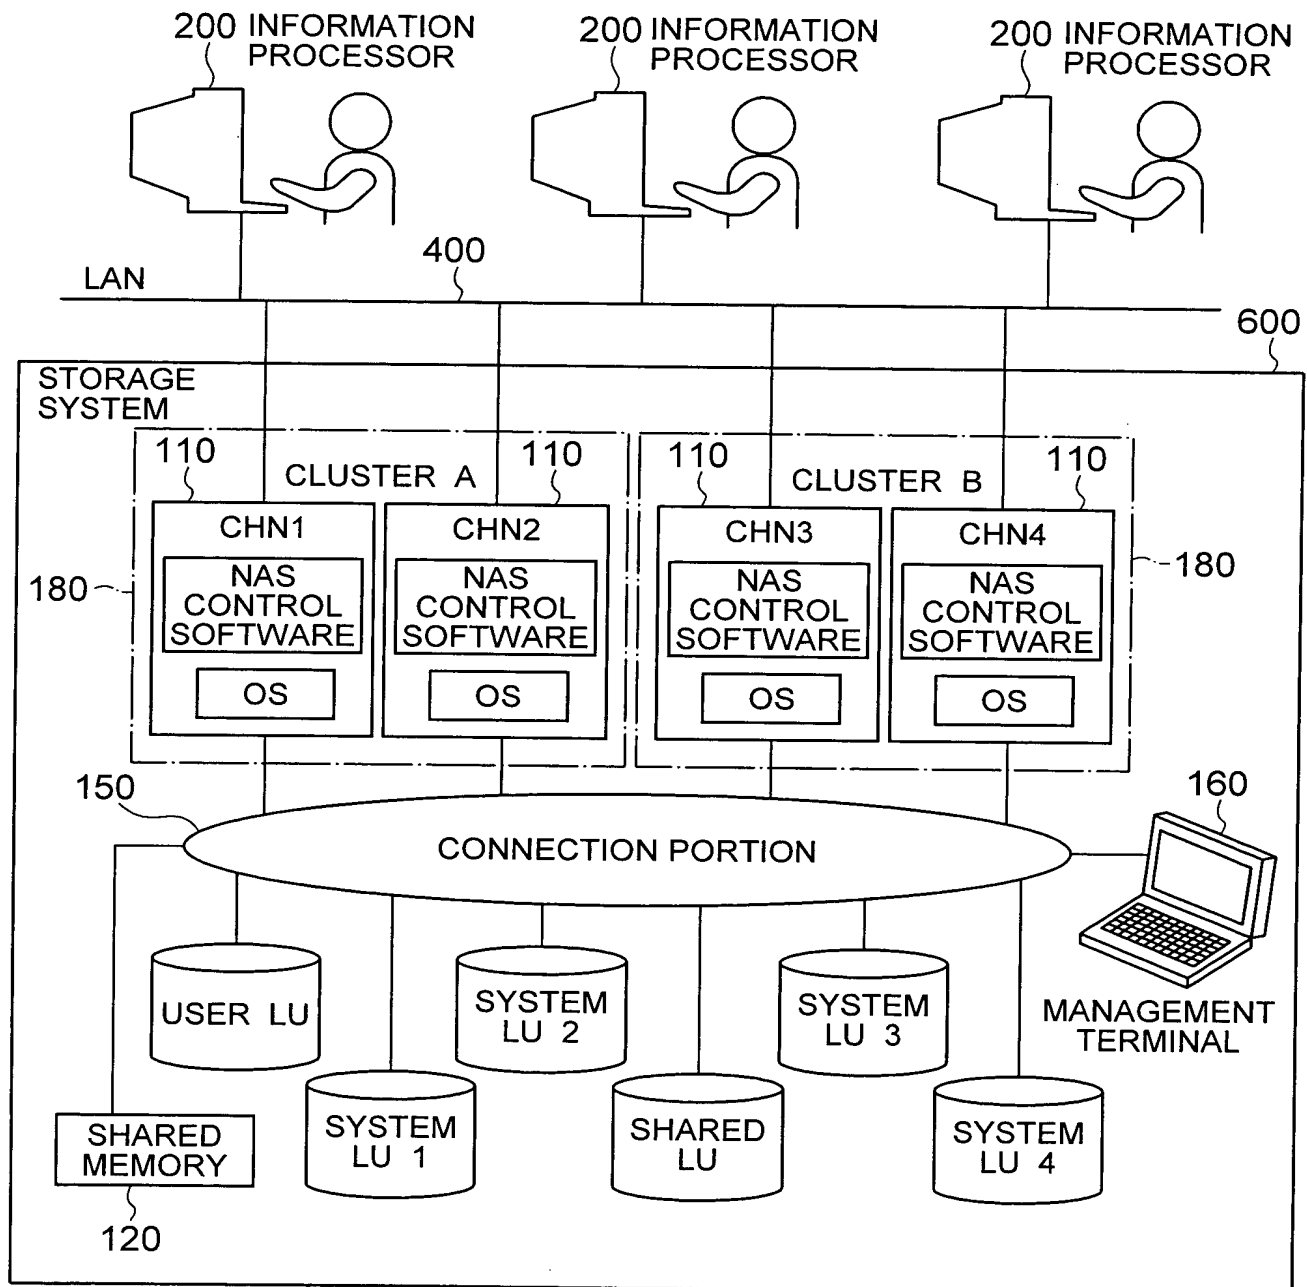 200 INFORMATION
PROCESSOR
200 INFORMATION
PROCESSOR
200 INFORMATION
PROCESSOR
LAN
400
600
STORAGE
SYSTEM
110
CLUSTER A
110
110
CLUSTER B
110
CHN1
NAS
CONTROL
SOFTWARE
OS
CHN2
NAS
CONTROL
SOFTWARE
OS
CHN3
NAS
CONTROL
SOFTWARE
OS
CHN4
NAS
CONTROL
SOFTWARE
OS
180
180
150
CONNECTION PORTION
160
MANAGEMENT
TERMINAL
USER LU
SYSTEM
LU 1
SYSTEM
LU 2
SHARED
LU
SYSTEM
LU 3
SYSTEM
LU 4
SHARED
MEMORY
120